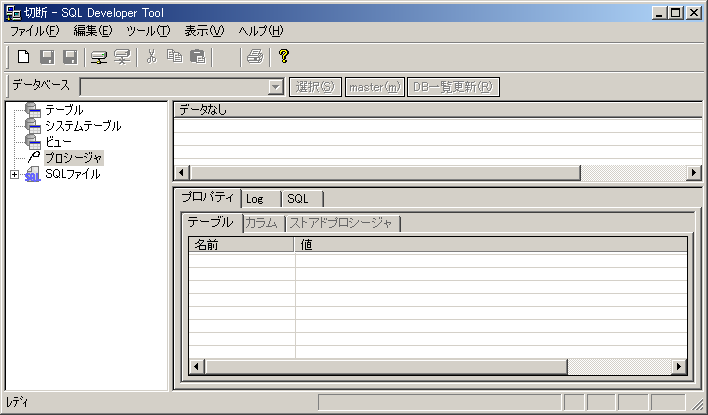 切断 - SQL Developer Tool
ファイル(F) 編集(E) ツール(T) 表示(V) ヘルプ(H)
データベース 選択(S) master(m) DB一覧更新(R)
テーブル
システムテーブル
ビュー
プロシージャ
SQLファイル
データなし
プロパティ Log SQL
テーブル カラム ストアドプロシージャ
名前 値
レディ